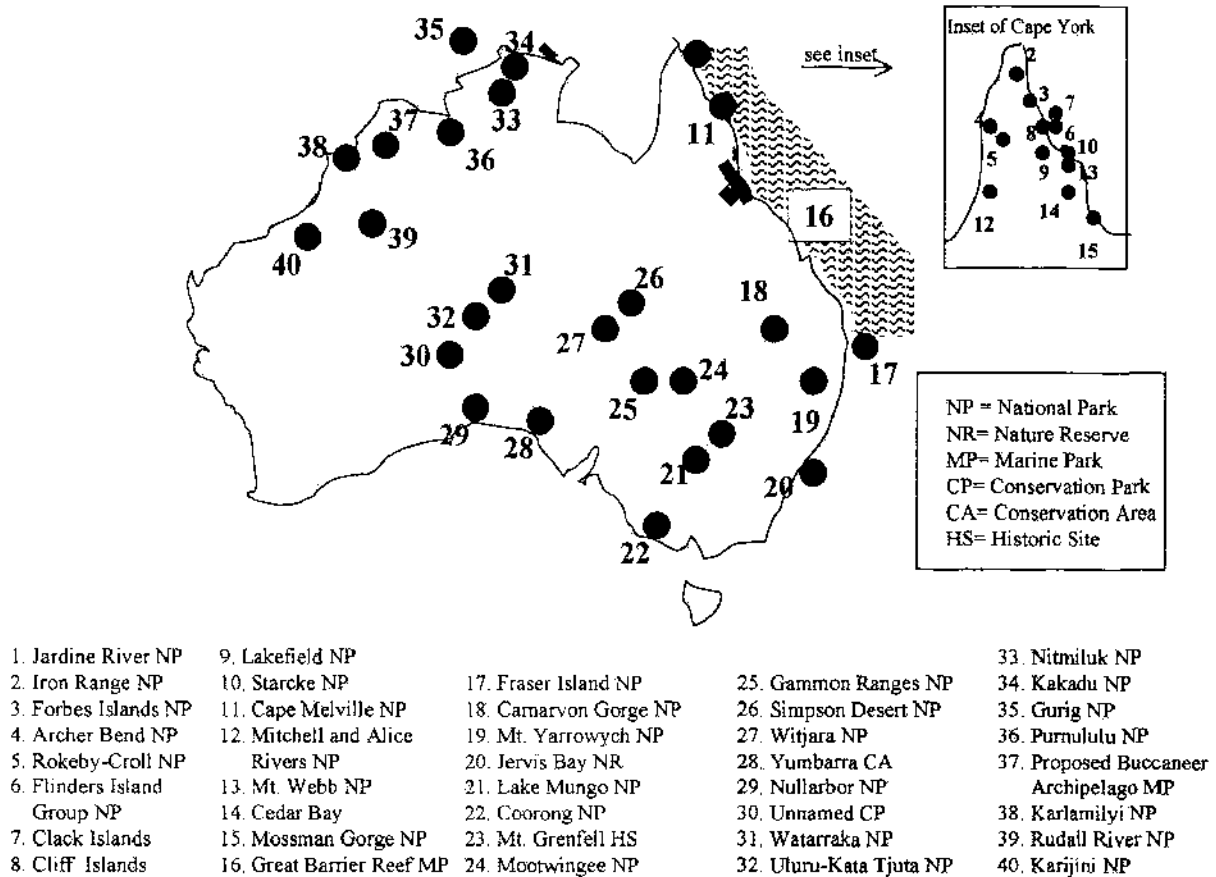 35
34
33
37
38
36
39
40
31
32
30
29
28
26
27
25
24
23
21
22
18
19
20
17
11
16
see inset
Inset of Cape York
2
3
7
4
8
6
5
10
9
13
12
14
15
NP = National Park
NR= Nature Reserve
MP= Marine Park
CP= Conservation Park
CA= Conservation Area
HS= Historic Site
1. Jardine River NP
2. Iron Range NP
3. Forbes Islands NP
4. Archer Bend NP
5. Rokeby-Croll NP
6. Flinders Island
Group NP
7. Clack Islands
8. Cliff Islands
9. Lakefield NP
10. Starcke NP
11. Cape Melville NP
12. Mitchell and Alice
Rivers NP
13. Mt. Webb NP
14. Cedar Bay
15. Mossman Gorge NP
16. Great Barrier Reef MP
17. Fraser Island NP
18. Carnarvon Gorge NP
19. Mt. Yarrowych NP
20. Jervis Bay NR
21. Lake Mungo NP
22. Coorong NP
23. Mt. Grenfell HS
24. Mootwingee NP
25. Gammon Ranges NP
26. Simpson Desert NP
27. Witjara NP
28. Yumbarra CA
29. Nullarbor NP
30. Unnamed CP
31. Watarraka NP
32. Uluru-Kata Tjuta NP
33. Nitmiluk NP
34. Kakadu NP
35. Gurig NP
36. Purnululu NP
37. Proposed Buccaneer
Archipelago MP
38. Karlamilyi NP
39. Rudall River NP
40. Karijini NP